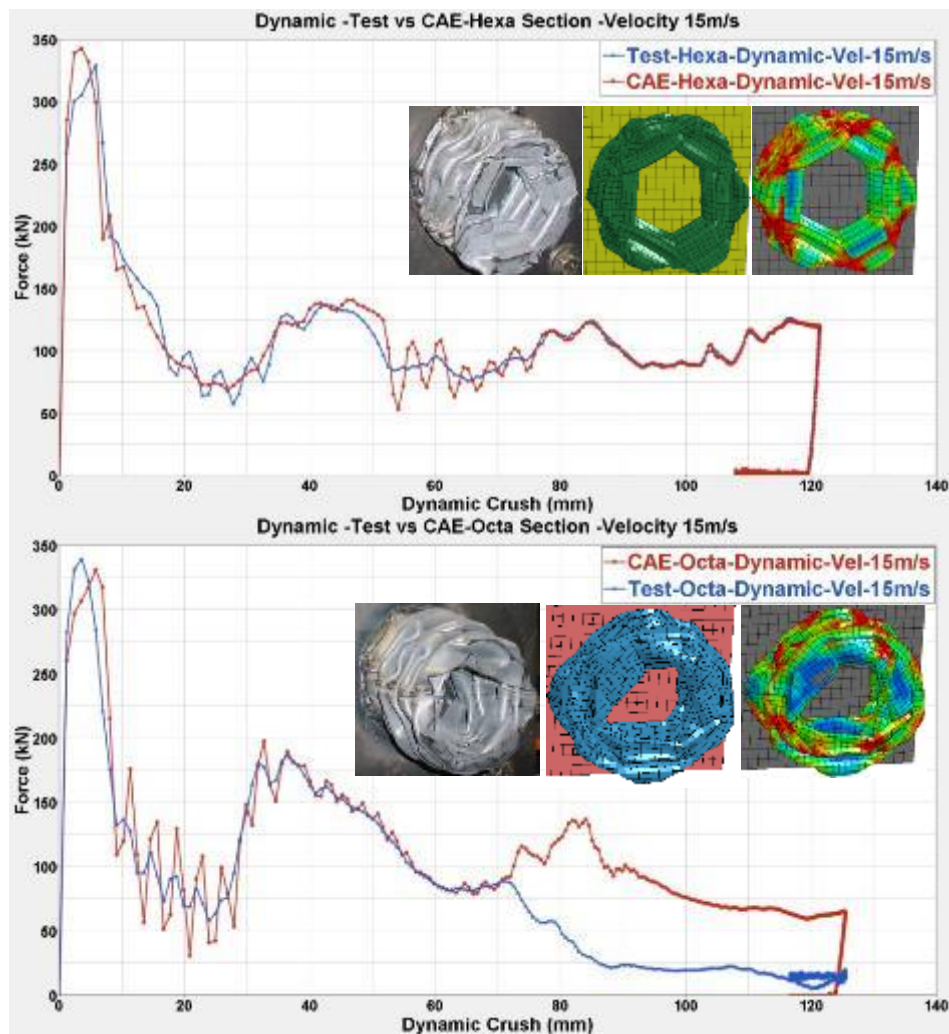 Dynamic -Test vs CAE-Hexa Section -Velocity 15m/s
350
300
250
200
150
100
50
0
Force (kN)
Test-Hexa-Dynamic-Vel-15m/s
CAE-Hexa-Dynamic-Vel-15m/s
0 20 40 60 80 100 120 140
Dynamic Crush (mm)
Dynamic -Test vs CAE-Octa Section -Velocity 15m/s
350
300
250
200
150
100
50
0
Force (kN)
CAE-Octa-Dynamic-Vel-15m/s
Test-Octa-Dynamic-Vel-15m/s
0 20 40 60 80 100 120 140
Dynamic Crush (mm)